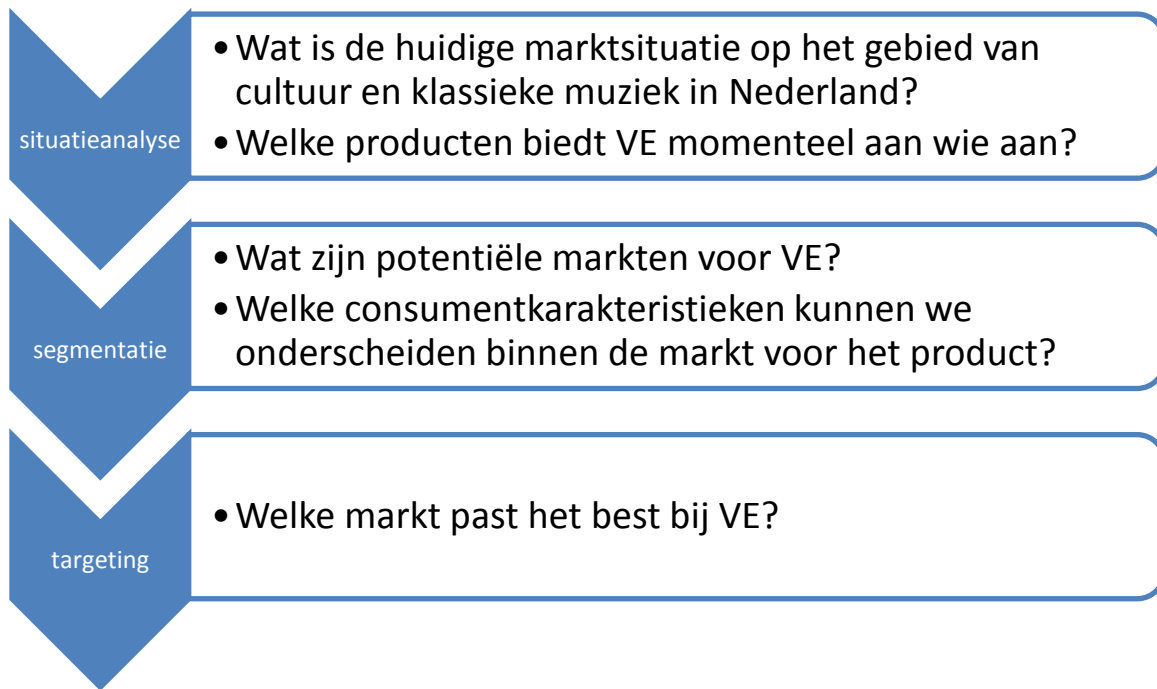 situatieanalyse
•Wat is de huidige marktsituatie op het gebied van
cultuur en klassieke muziek in Nederland?
•Welke producten biedt VE momenteel aan wie aan?
segmentatie
•Wat zijn potentiële markten voor VE?
•Welke consumentkarakteristieken kunnen we
onderscheiden binnen de markt voor het product?
targeting
•Welke markt past het best bij VE?